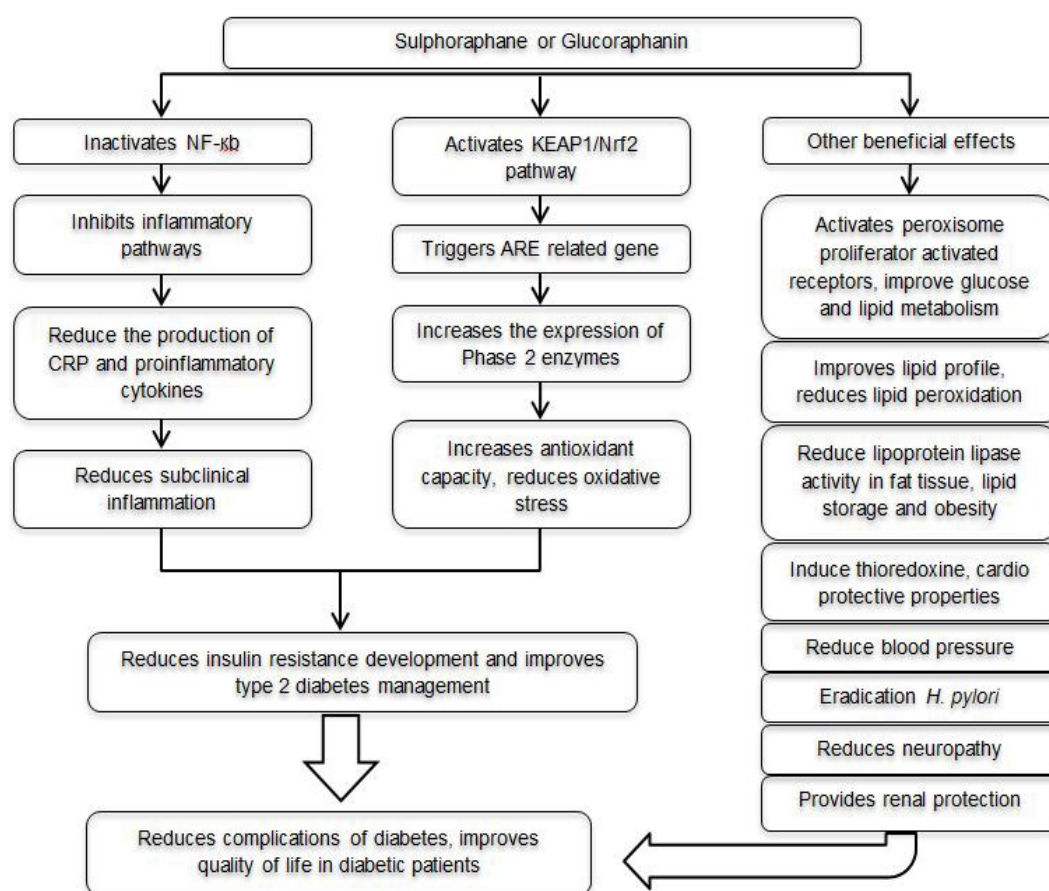 Sulphoraphane or Glucoraphanin
Inactivates NF-κb
Inhibits inflammatory
pathways
Reduce the production of
CRP and proinflammatory
cytokines
Reduces subclinical
inflammation
Activates KEAP1/Nrf2
pathway
Triggers ARE related gene
Increases the expression of
Phase 2 enzymes
Increases antioxidant
capacity, reduces oxidative
stress
Other beneficial effects
Activates peroxisome
proliferator activated
receptors, improve glucose
and lipid metabolism
Improves lipid profile,
reduces lipid peroxidation
Reduce lipoprotein lipase
activity in fat tissue, lipid
storage and obesity
Induce thioredoxine, cardio
protective properties
Reduce blood pressure
Eradication H. pylori
Reduces neuropathy
Provides renal protection
Reduces insulin resistance development and improves
type 2 diabetes management
Reduces complications of diabetes, improves
quality of life in diabetic patients